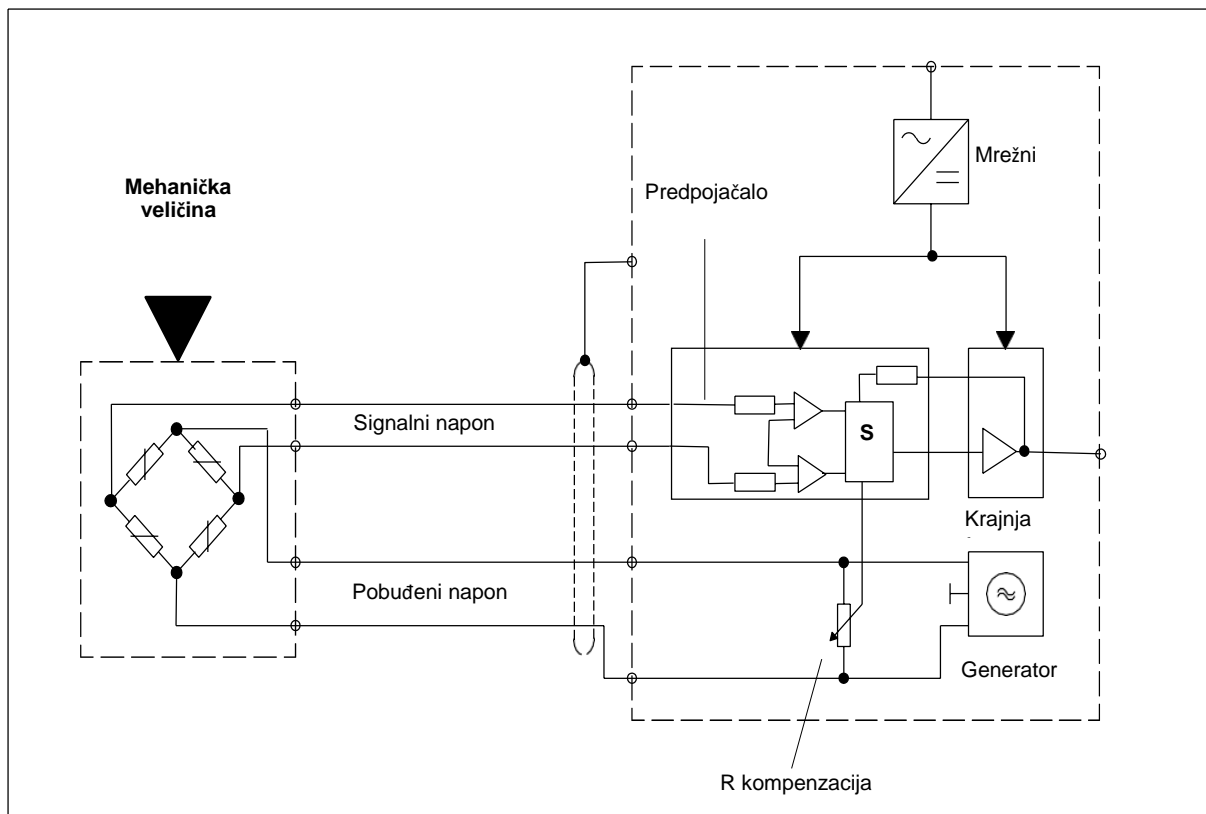 Mrežni
Mehanička
veličina
Predpojačalo
Signalni napon
S
Krajnja
Pobuđeni napon
Generator
R kompenzacija